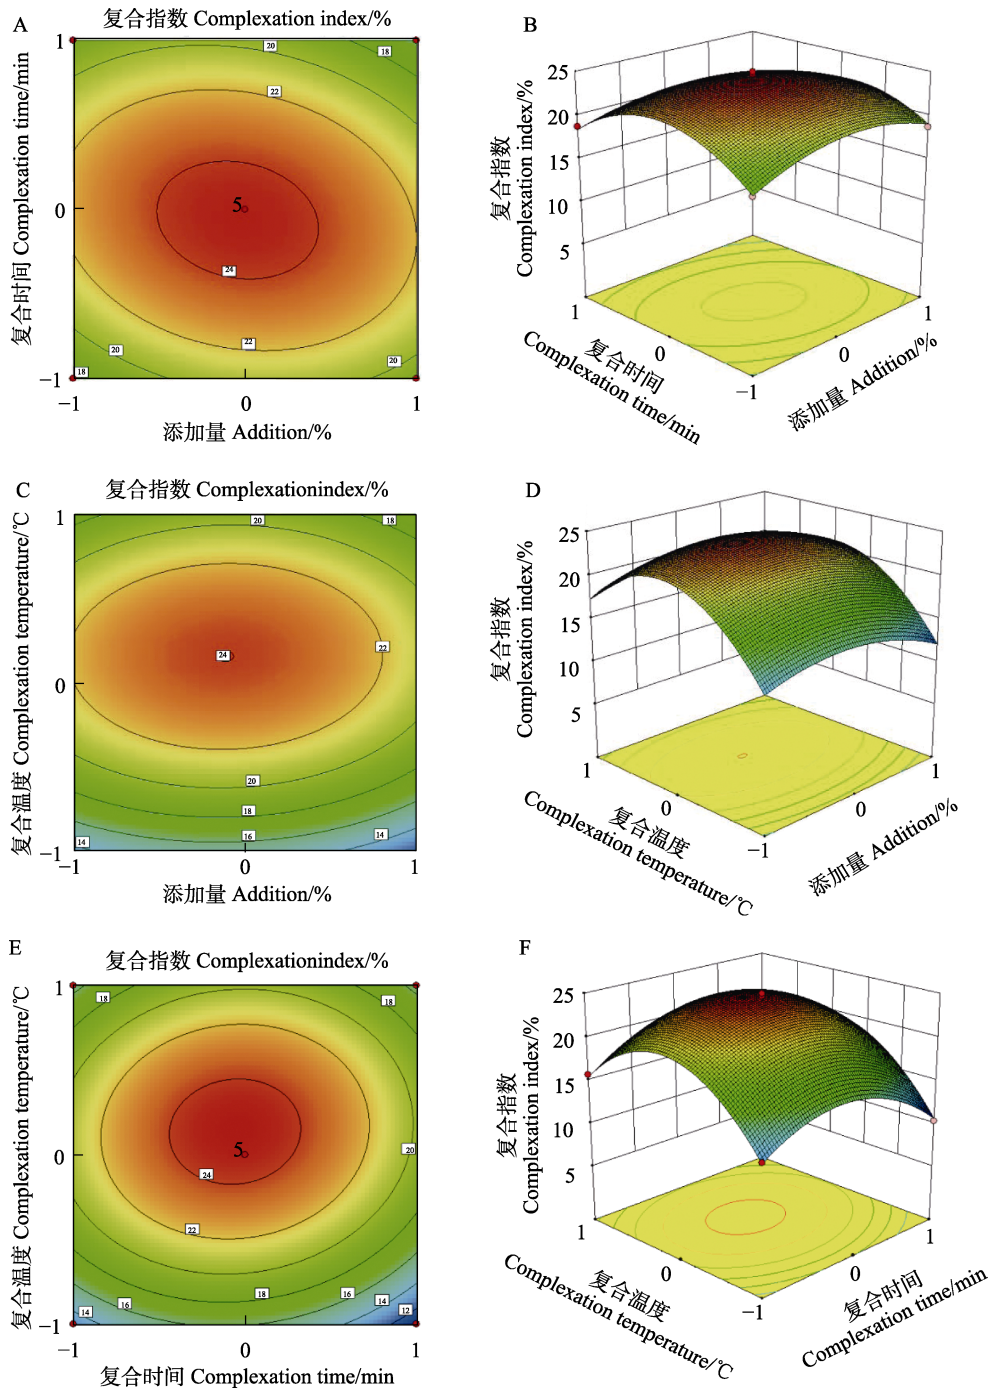 A
复合指数 Complexation index/%
复合时间 Complexation time/min
1
0
−1
20
18
22
5
24
22
20
20
18
−1
0
1
添加量 Addition/%
B
复合指数
Complexation index/%
25
20
15
10
5
1
0
−1
0
1
复合时间
Complexation time/min
添加量 Addition/%
C
复合指数 Complexationindex/%
复合温度 Complexation temperature/℃
1
0
−1
20
18
24
22
20
18
16
14
14
−1
0
1
添加量 Addition/%
D
复合指数
Complexation index/%
25
20
15
10
5
1
0
−1
0
1
复合温度
Complexation temperature/℃
添加量 Addition/%
E
复合指数 Complexationindex/%
复合温度 Complexation temperature/℃
1
0
−1
18
18
5
20
24
22
18
16
16
14
14
12
−1
0
1
复合时间 Complexation time/min
F
复合指数
Complexation index/%
25
20
15
10
5
1
0
−1
0
1
复合温度
Complexation temperature/℃
复合时间
Complexation time/min